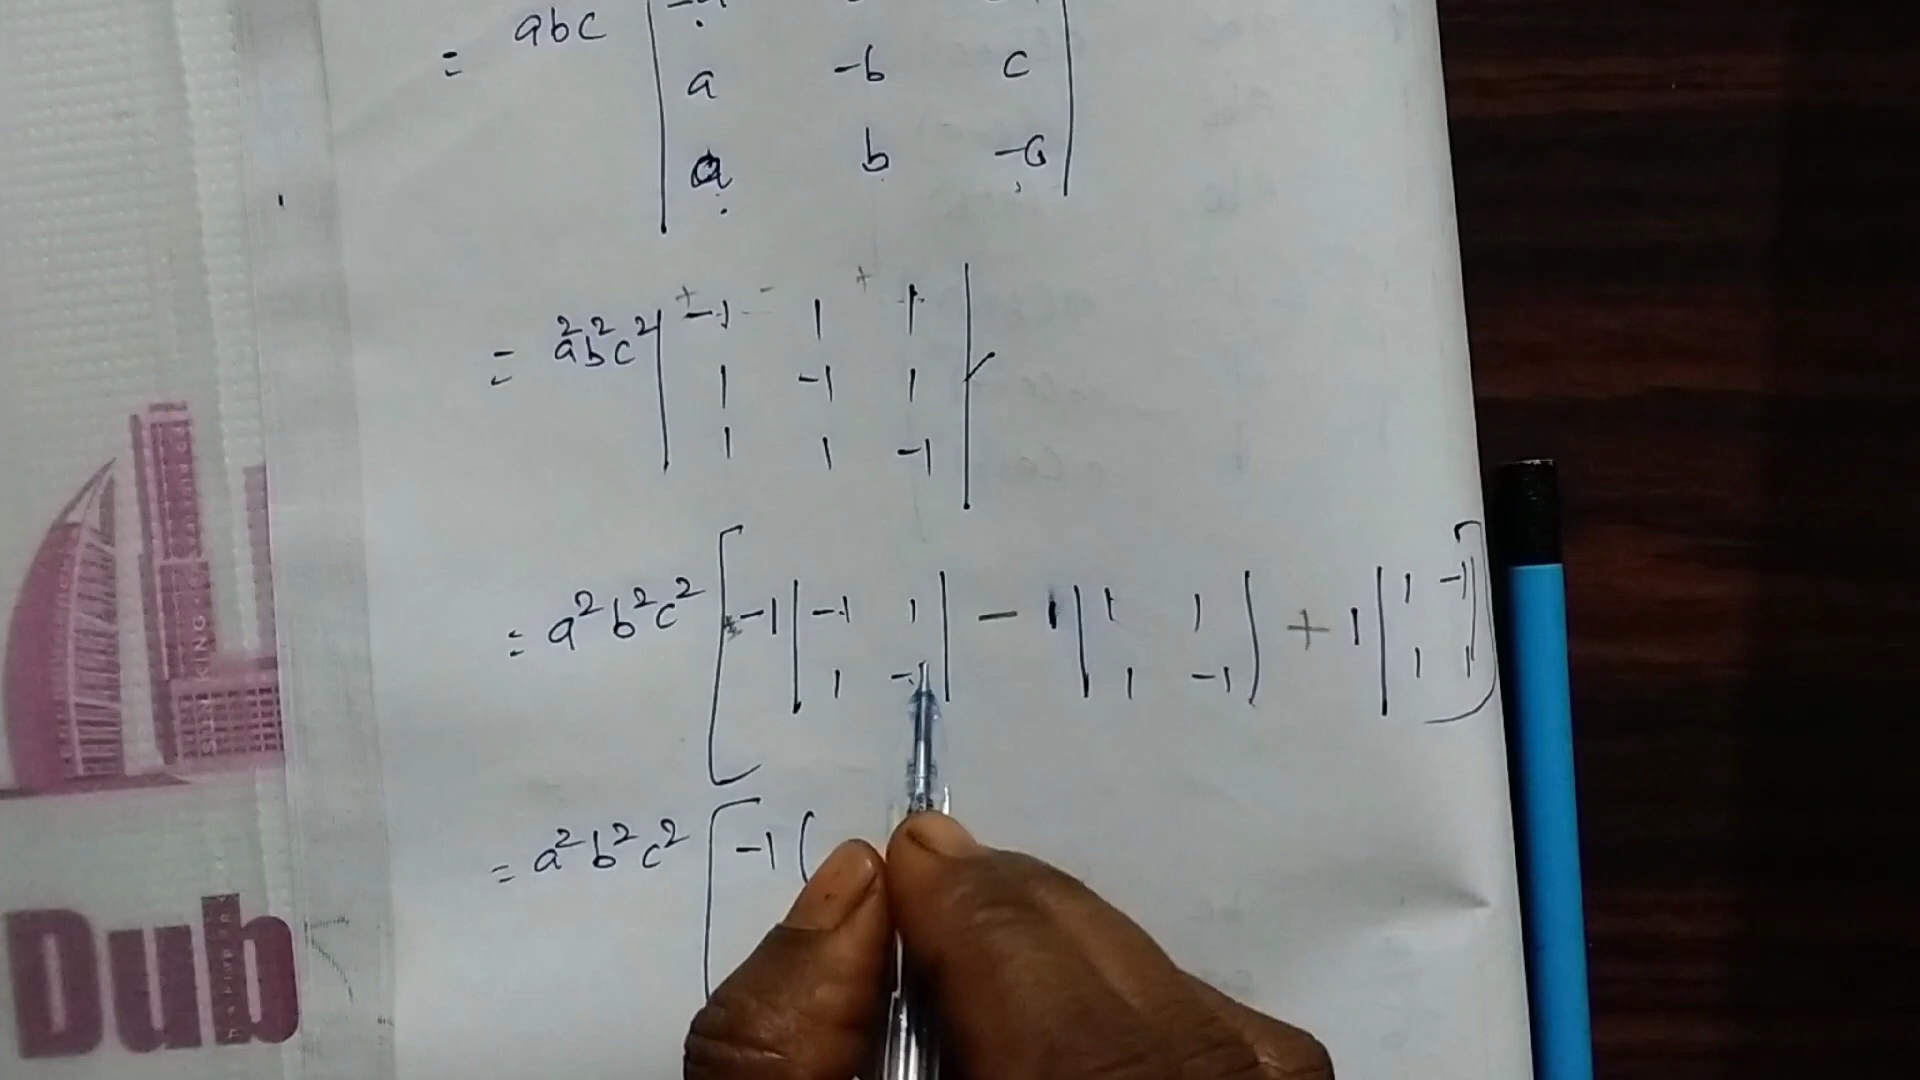 = abc | -a
a -b c
a b -c |
+ - +
= a²b²c² | -1 1 1
1 -1 1
1 1 -1 |
= a²b²c² [ -1 | -1 1 | - 1 | 1 1 | + 1 | 1 -1 | ]
1 -1 1 -1 1 1
= a²b²c² [ -1 (
Dub